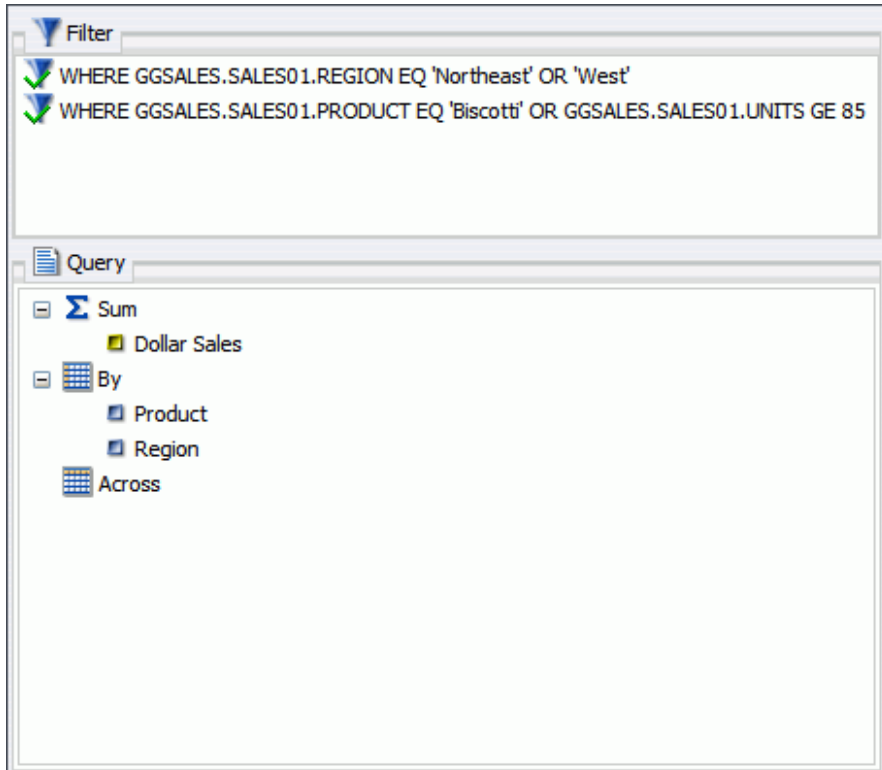 Filter
WHERE GGSALES.SALES01.REGION EQ 'Northeast' OR 'West'
WHERE GGSALES.SALES01.PRODUCT EQ 'Biscotti' OR GGSALES.SALES01.UNITS GE 85
Query
Sum
Dollar Sales
By
Product
Region
Across